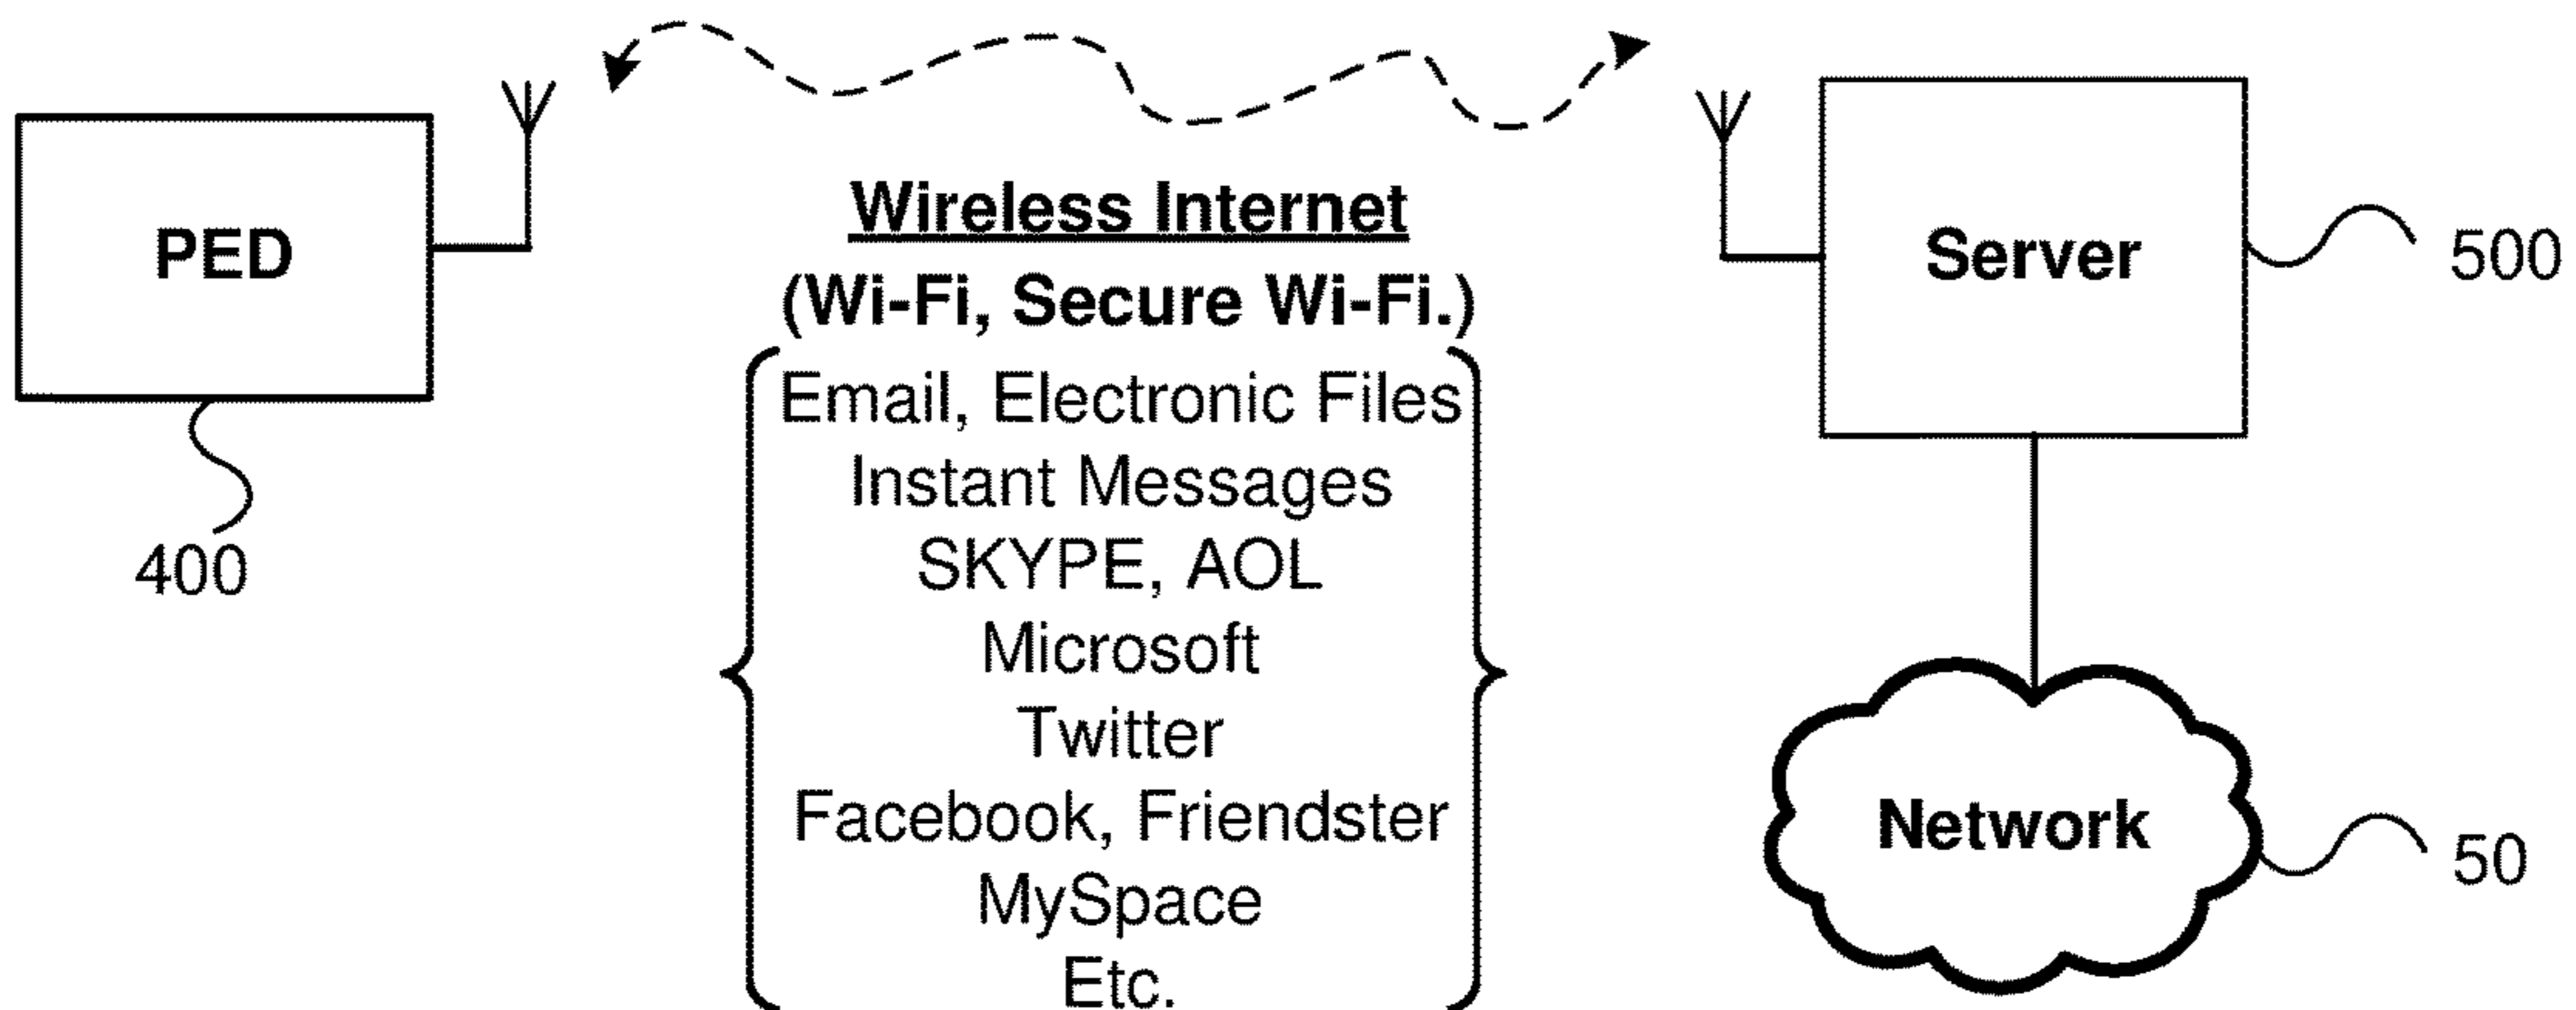 PED
400
Wireless Internet
(Wi-Fi, Secure Wi-Fi.)
Email, Electronic Files
Instant Messages
SKYPE, AOL
Microsoft
Twitter
Facebook, Friendster
MySpace
Etc.
Server
500
Network
50